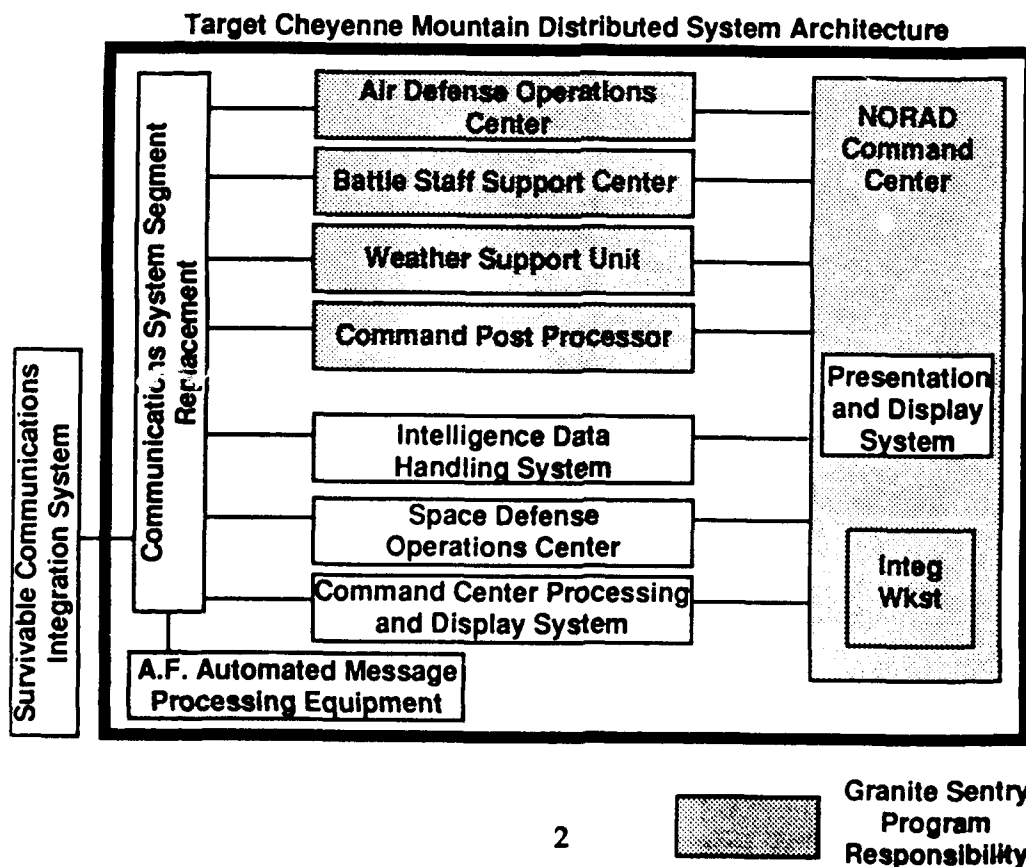 Target Cheyenne Mountain Distributed System Architecture
Survivable Communications
Integration System
Communications System Segment
Replacement
Air Defense Operations
Center
Battle Staff Support Center
Weather Support Unit
Command Post Processor
Intelligence Data
Handling System
Space Defense
Operations Center
Command Center Processing
and Display System
A.F. Automated Message
Processing Equipment
NORAD
Command
Center
Presentation
and Display
System
Integ
Wkst
2
Granite Sentry
Program
Responsibility